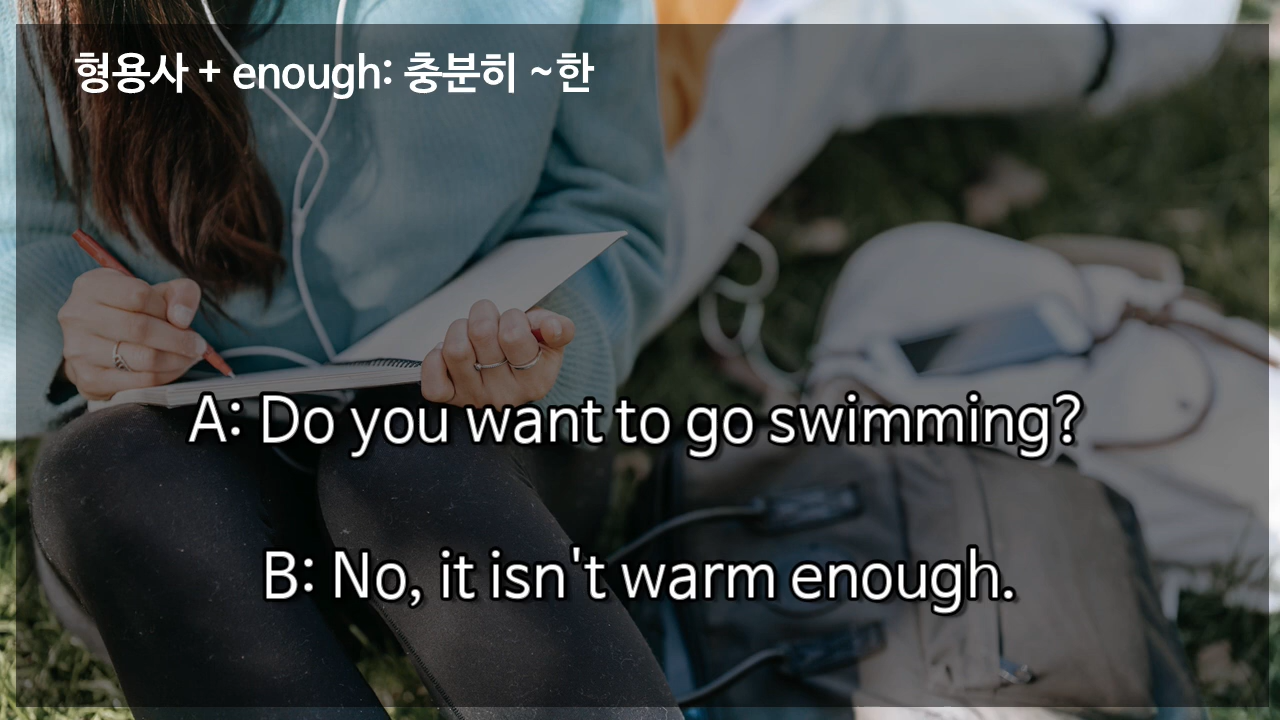 형용사 + enough: 충분히 ~한
A: Do you want to go swimming?
B: No, it isn't warm enough.